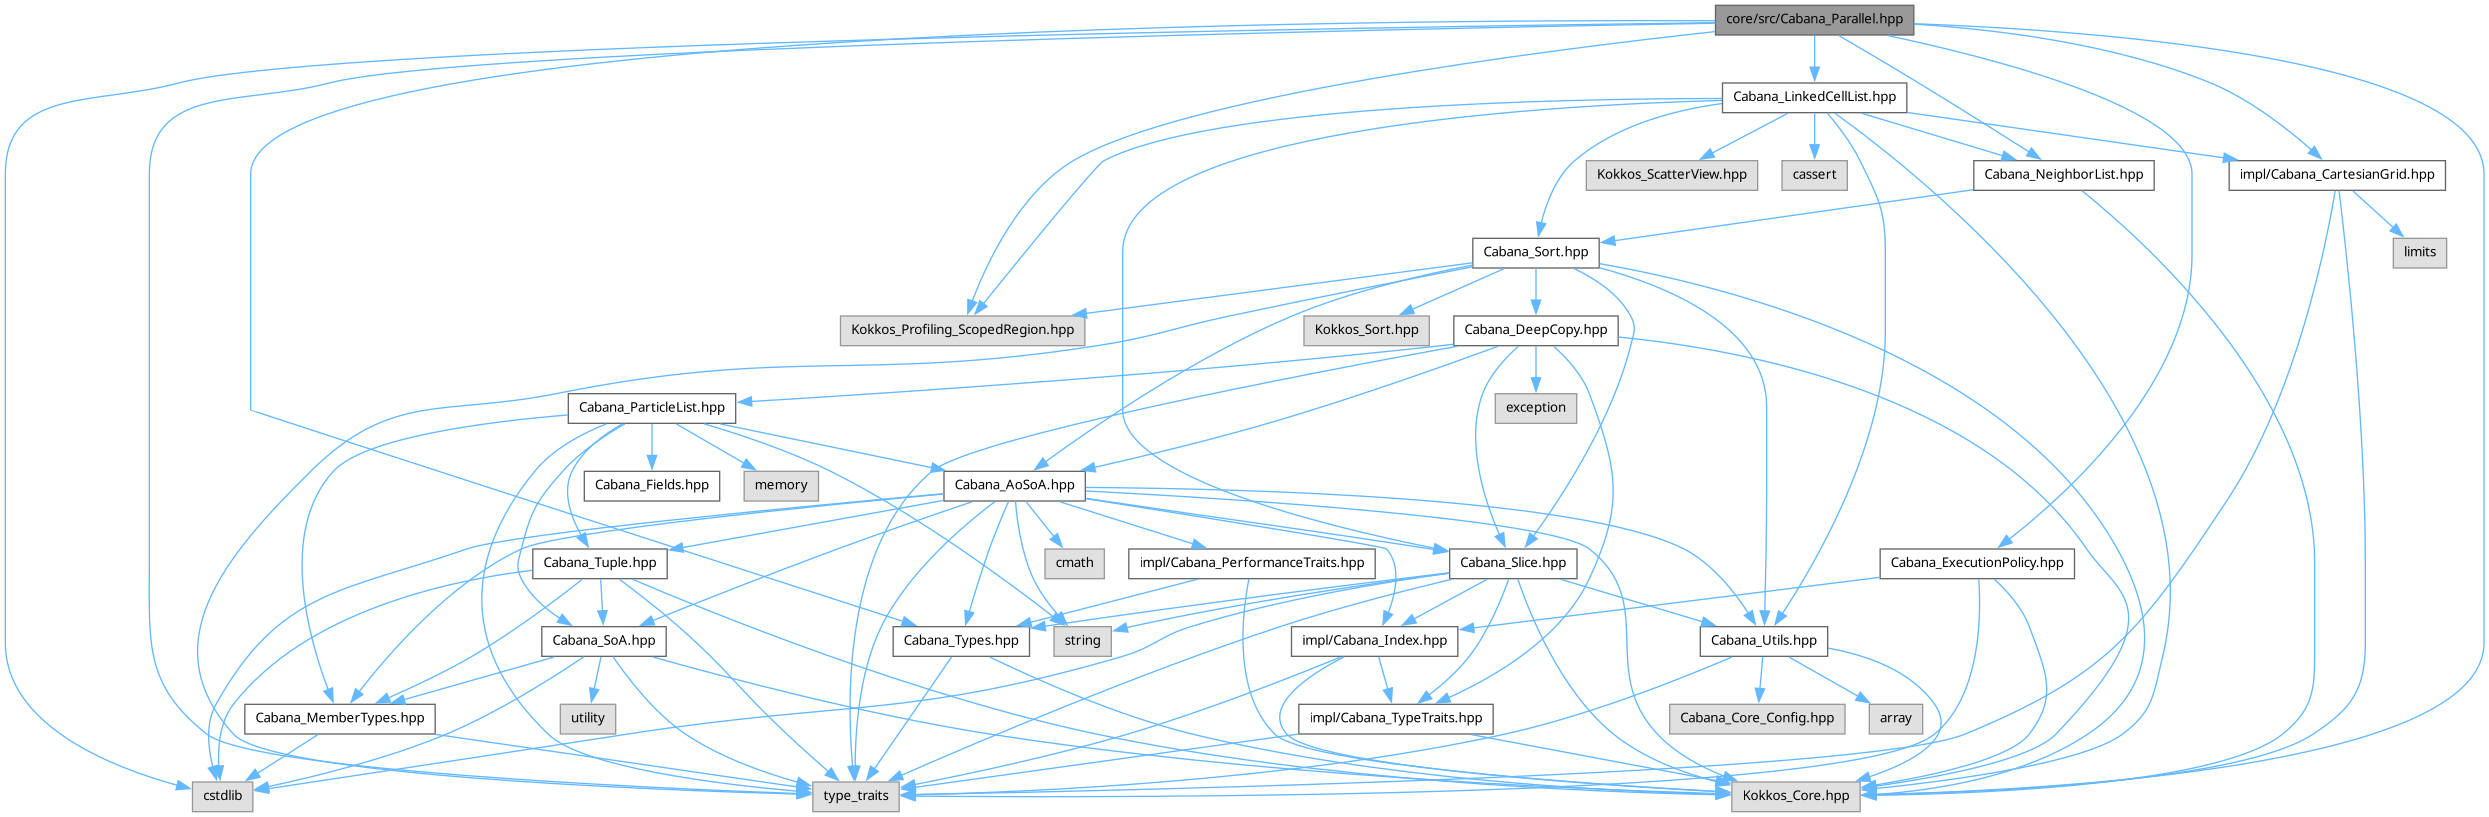 core/src/Cabana_Parallel.hpp
Cabana_LinkedCellList.hpp
Kokkos_ScatterView.hpp
cassert
Cabana_NeighborList.hpp
impl/Cabana_CartesianGrid.hpp
Cabana_Sort.hpp
limits
Kokkos_Profiling_ScopedRegion.hpp
Kokkos_Sort.hpp
Cabana_DeepCopy.hpp
Cabana_ParticleList.hpp
exception
Cabana_Fields.hpp
memory
Cabana_AoSoA.hpp
Cabana_Tuple.hpp
cmath
impl/Cabana_PerformanceTraits.hpp
Cabana_Slice.hpp
Cabana_ExecutionPolicy.hpp
Cabana_SoA.hpp
Cabana_Types.hpp
string
impl/Cabana_Index.hpp
Cabana_Utils.hpp
Cabana_MemberTypes.hpp
utility
impl/Cabana_TypeTraits.hpp
Cabana_Core_Config.hpp
array
cstdlib
type_traits
Kokkos_Core.hpp